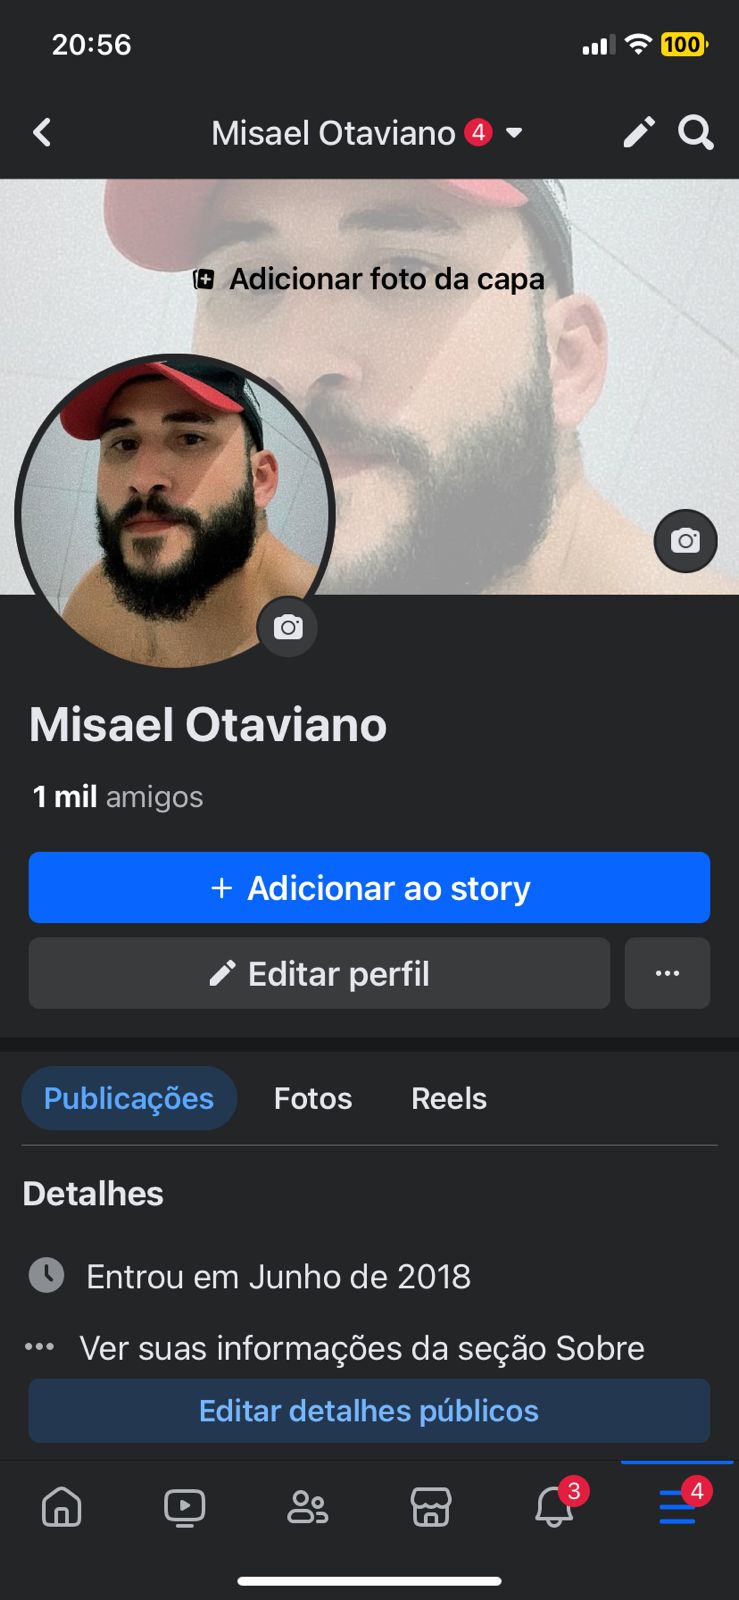 20:56
100
Misael Otaviano 4
Adicionar foto da capa
Misael Otaviano
1 mil amigos
+ Adicionar ao story
Editar perfil
Publicações Fotos Reels
Detalhes
Entrou em Junho de 2018
Ver suas informações da seção Sobre
Editar detalhes públicos
3 4